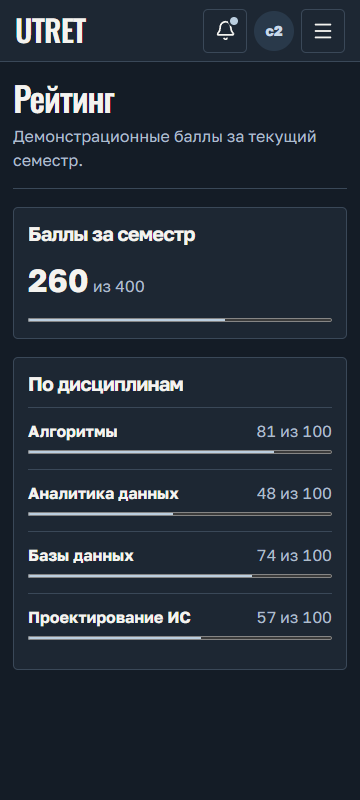 UTRET
c2
Рейтинг
Демонстрационные баллы за текущий
семестр.
Баллы за семестр
260 из 400
По дисциплинам
Алгоритмы 81 из 100
Аналитика данных 48 из 100
Базы данных 74 из 100
Проектирование ИС 57 из 100